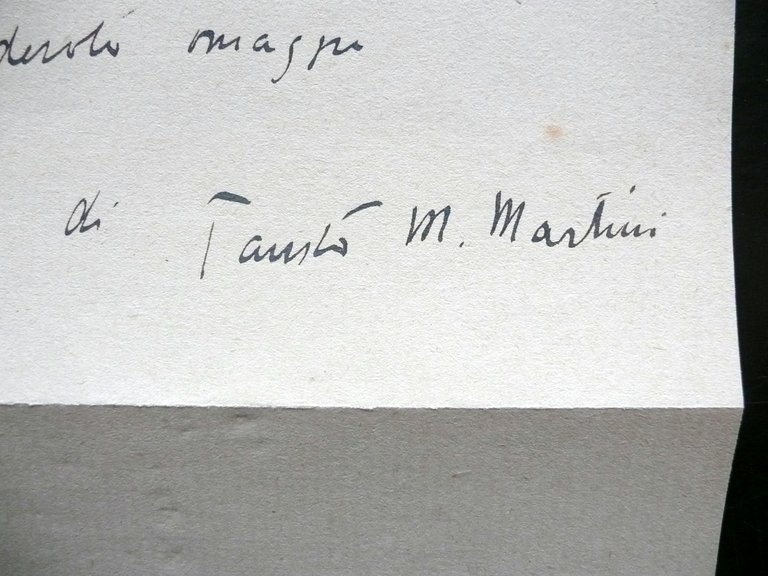 devoto omaggio
di Fausto M. Martini